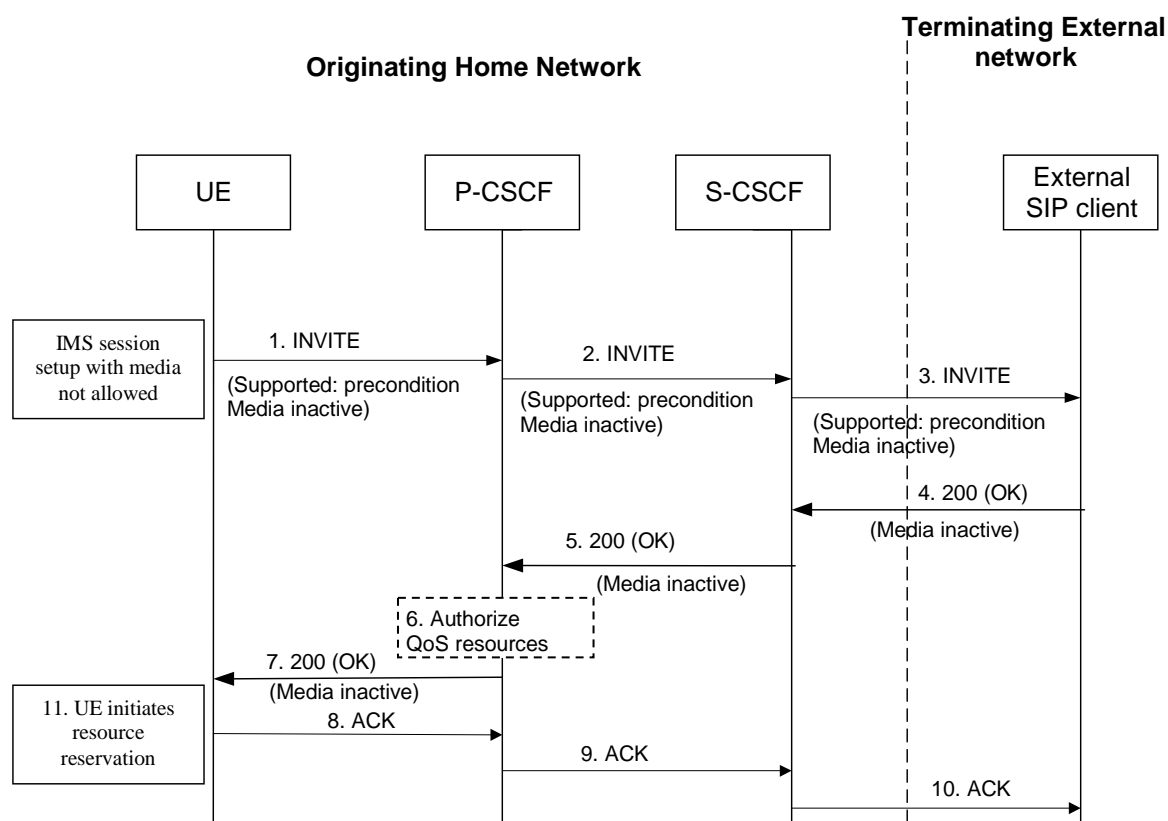 Terminating External
network
Originating Home Network
UE
P-CSCF
S-CSCF
External
SIP client
IMS session
setup with media
not allowed
1. INVITE
(Supported: precondition
Media inactive)
2. INVITE
(Supported: precondition
Media inactive)
3. INVITE
(Supported: precondition
Media inactive)
4. 200 (OK)
(Media inactive)
5. 200 (OK)
(Media inactive)
6. Authorize
QoS resources
7. 200 (OK)
(Media inactive)
11. UE initiates
resource
reservation
8. ACK
9. ACK
10. ACK